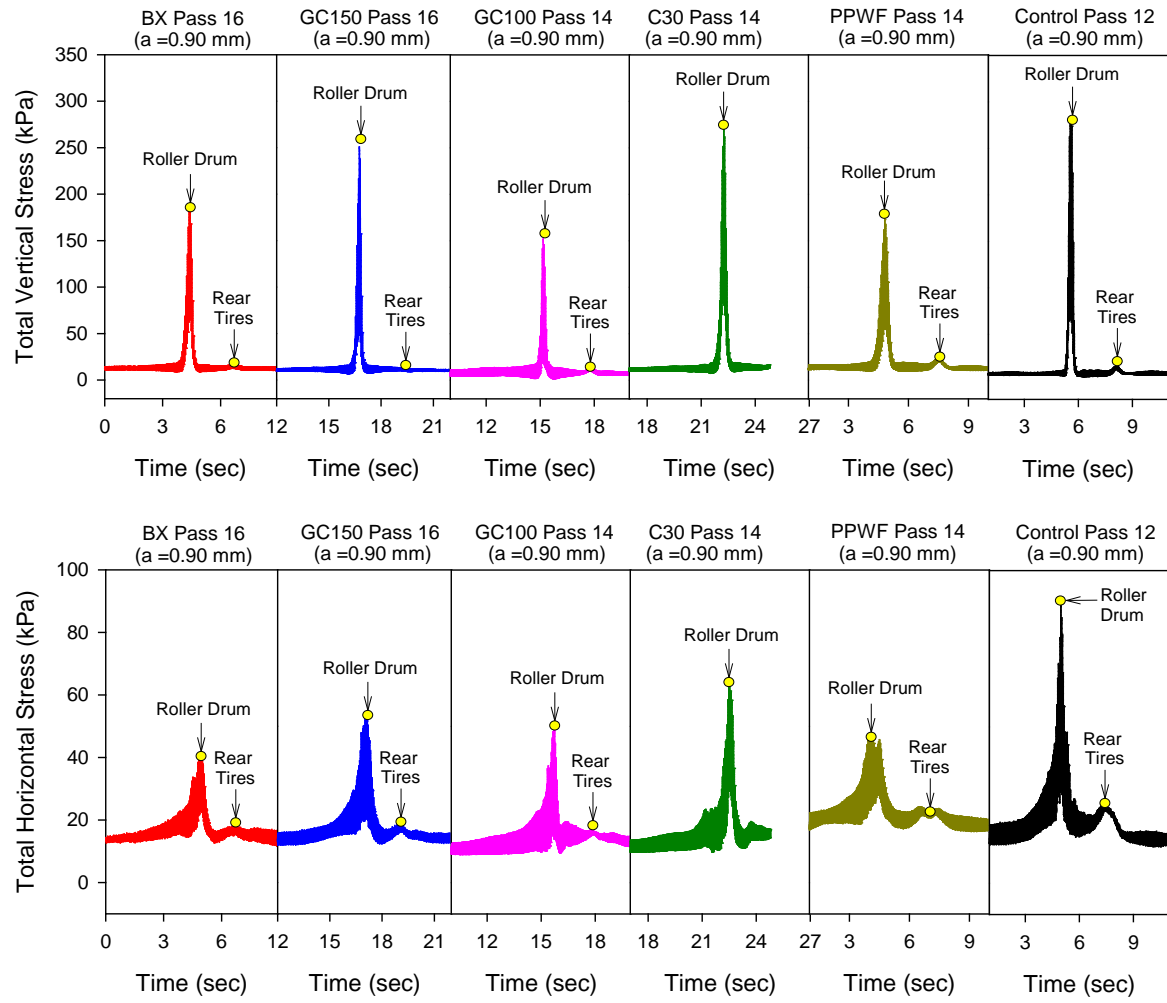 BX Pass 16
(a =0.90 mm)
GC150 Pass 16
(a =0.90 mm)
GC100 Pass 14
(a =0.90 mm)
C30 Pass 14
(a =0.90 mm)
PPWF Pass 14
(a =0.90 mm)
Control Pass 12
(a =0.90 mm)
Total Vertical Stress (kPa)
350
300
250
200
150
100
50
0
Roller Drum
Rear
Tires
Roller Drum
Rear
Tires
Roller Drum
Rear
Tires
Roller Drum
Roller Drum
Rear
Tires
Roller Drum
Rear
Tires
0 3 6 9 12 15 18 21 12 15 18 18 21 24 27 3 6 9 3 6 9
Time (sec)
Time (sec)
Time (sec)
Time (sec)
Time (sec)
Time (sec)
BX Pass 16
(a =0.90 mm)
GC150 Pass 16
(a =0.90 mm)
GC100 Pass 14
(a =0.90 mm)
C30 Pass 14
(a =0.90 mm)
PPWF Pass 14
(a =0.90 mm)
Control Pass 12
(a =0.90 mm)
Total Horizontal Stress (kPa)
100
80
60
40
20
0
Roller Drum
Rear
Tires
Roller Drum
Rear
Tires
Roller Drum
Rear
Tires
Roller Drum
Roller Drum
Rear
Tires
Roller
Drum
Rear
Tires
0 3 6 9 12 15 18 21 12 15 18 18 21 24 27 3 6 9 3 6 9
Time (sec)
Time (sec)
Time (sec)
Time (sec)
Time (sec)
Time (sec)